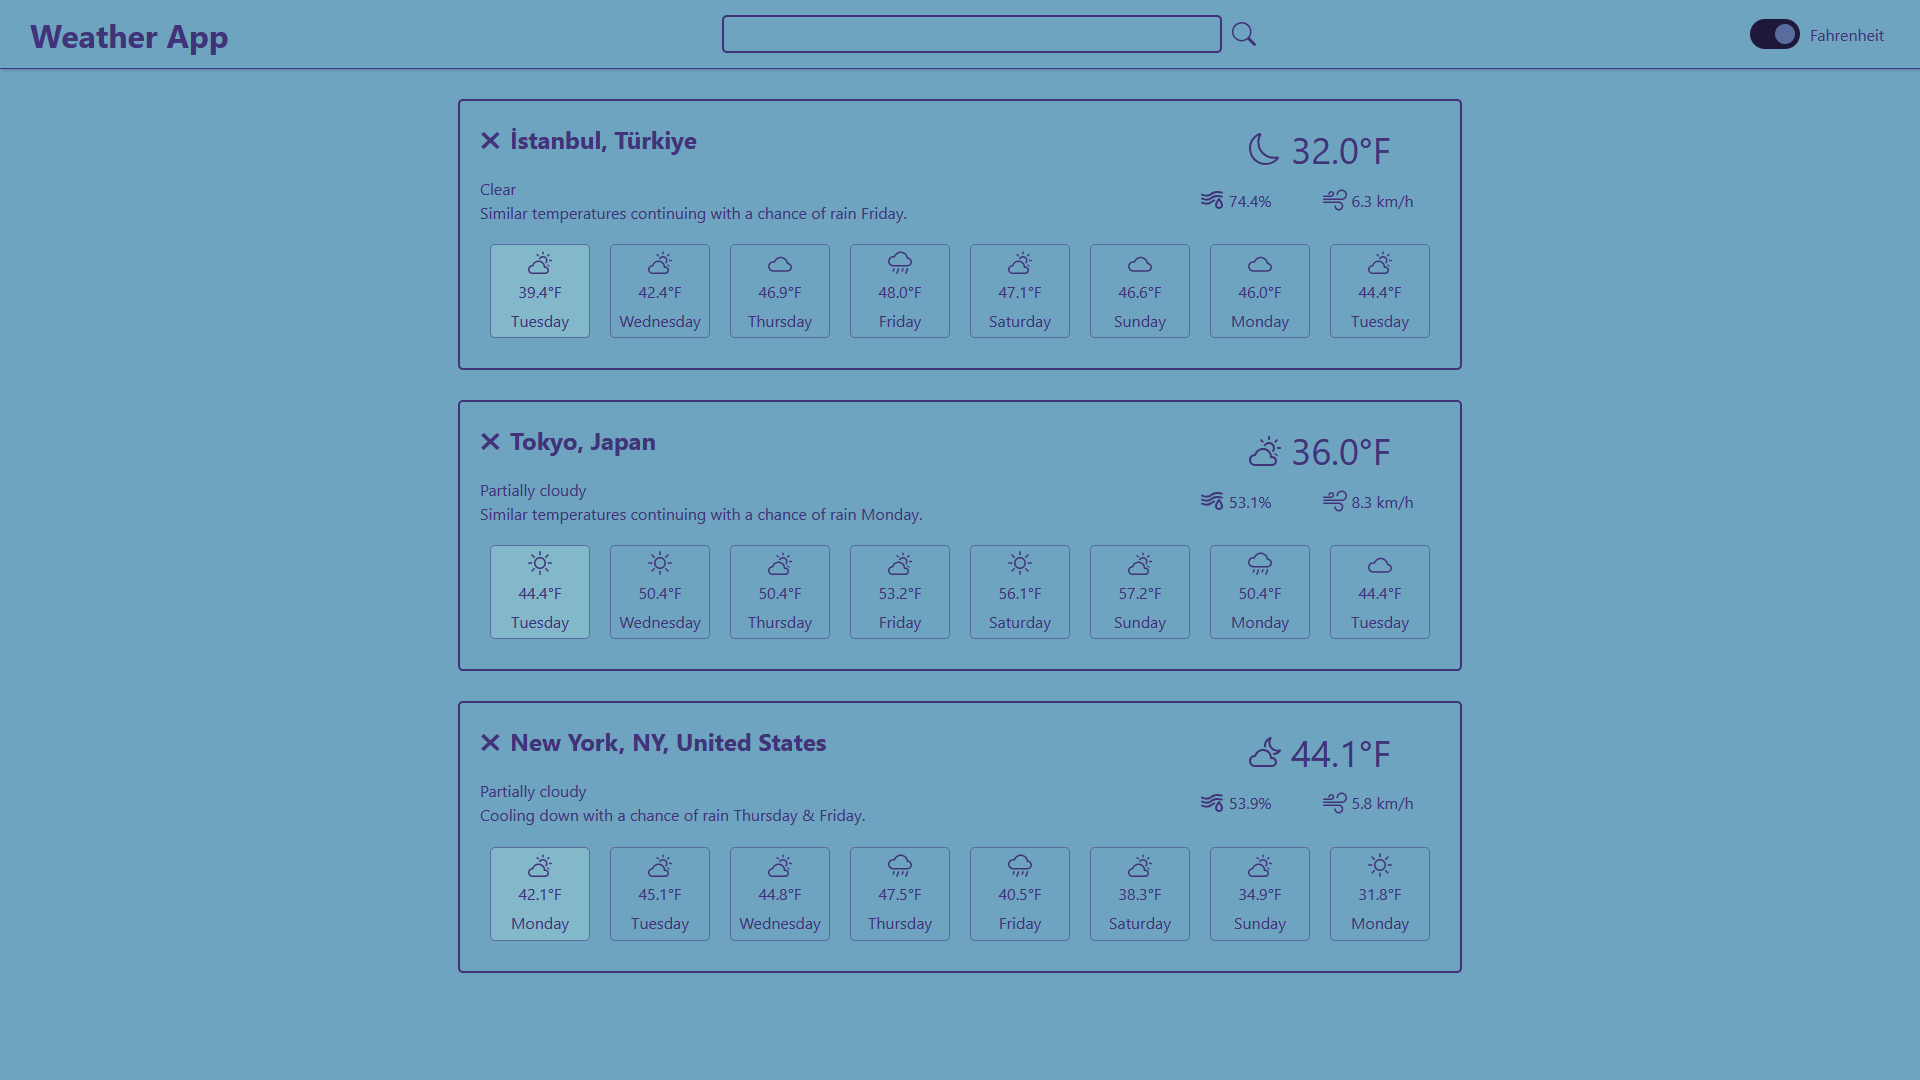 Weather App
Fahrenheit
İstanbul, Türkiye
32.0°F
Clear
74.4%
6.3 km/h
Similar temperatures continuing with a chance of rain Friday.
39.4°F 42.4°F 46.9°F 48.0°F 47.1°F 46.6°F 46.0°F 44.4°F
Tuesday Wednesday Thursday Friday Saturday Sunday Monday Tuesday
Tokyo, Japan
36.0°F
Partially cloudy
53.1%
8.3 km/h
Similar temperatures continuing with a chance of rain Monday.
44.4°F 50.4°F 50.4°F 53.2°F 56.1°F 57.2°F 50.4°F 44.4°F
Tuesday Wednesday Thursday Friday Saturday Sunday Monday Tuesday
New York, NY, United States
44.1°F
Partially cloudy
53.9%
5.8 km/h
Cooling down with a chance of rain Thursday & Friday.
42.1°F 45.1°F 44.8°F 47.5°F 40.5°F 38.3°F 34.9°F 31.8°F
Monday Tuesday Wednesday Thursday Friday Saturday Sunday Monday